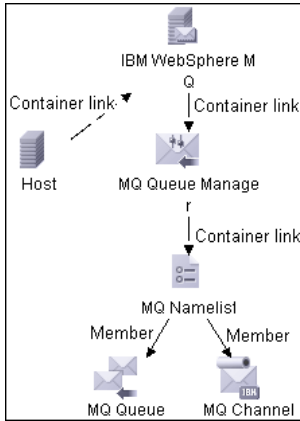 IBM WebSphere M
Q
Container link
Container link
Host
MQ Queue Manage
r
Container link
MQ Namelist
Member
Member
MQ Queue
MQ Channel
IBM